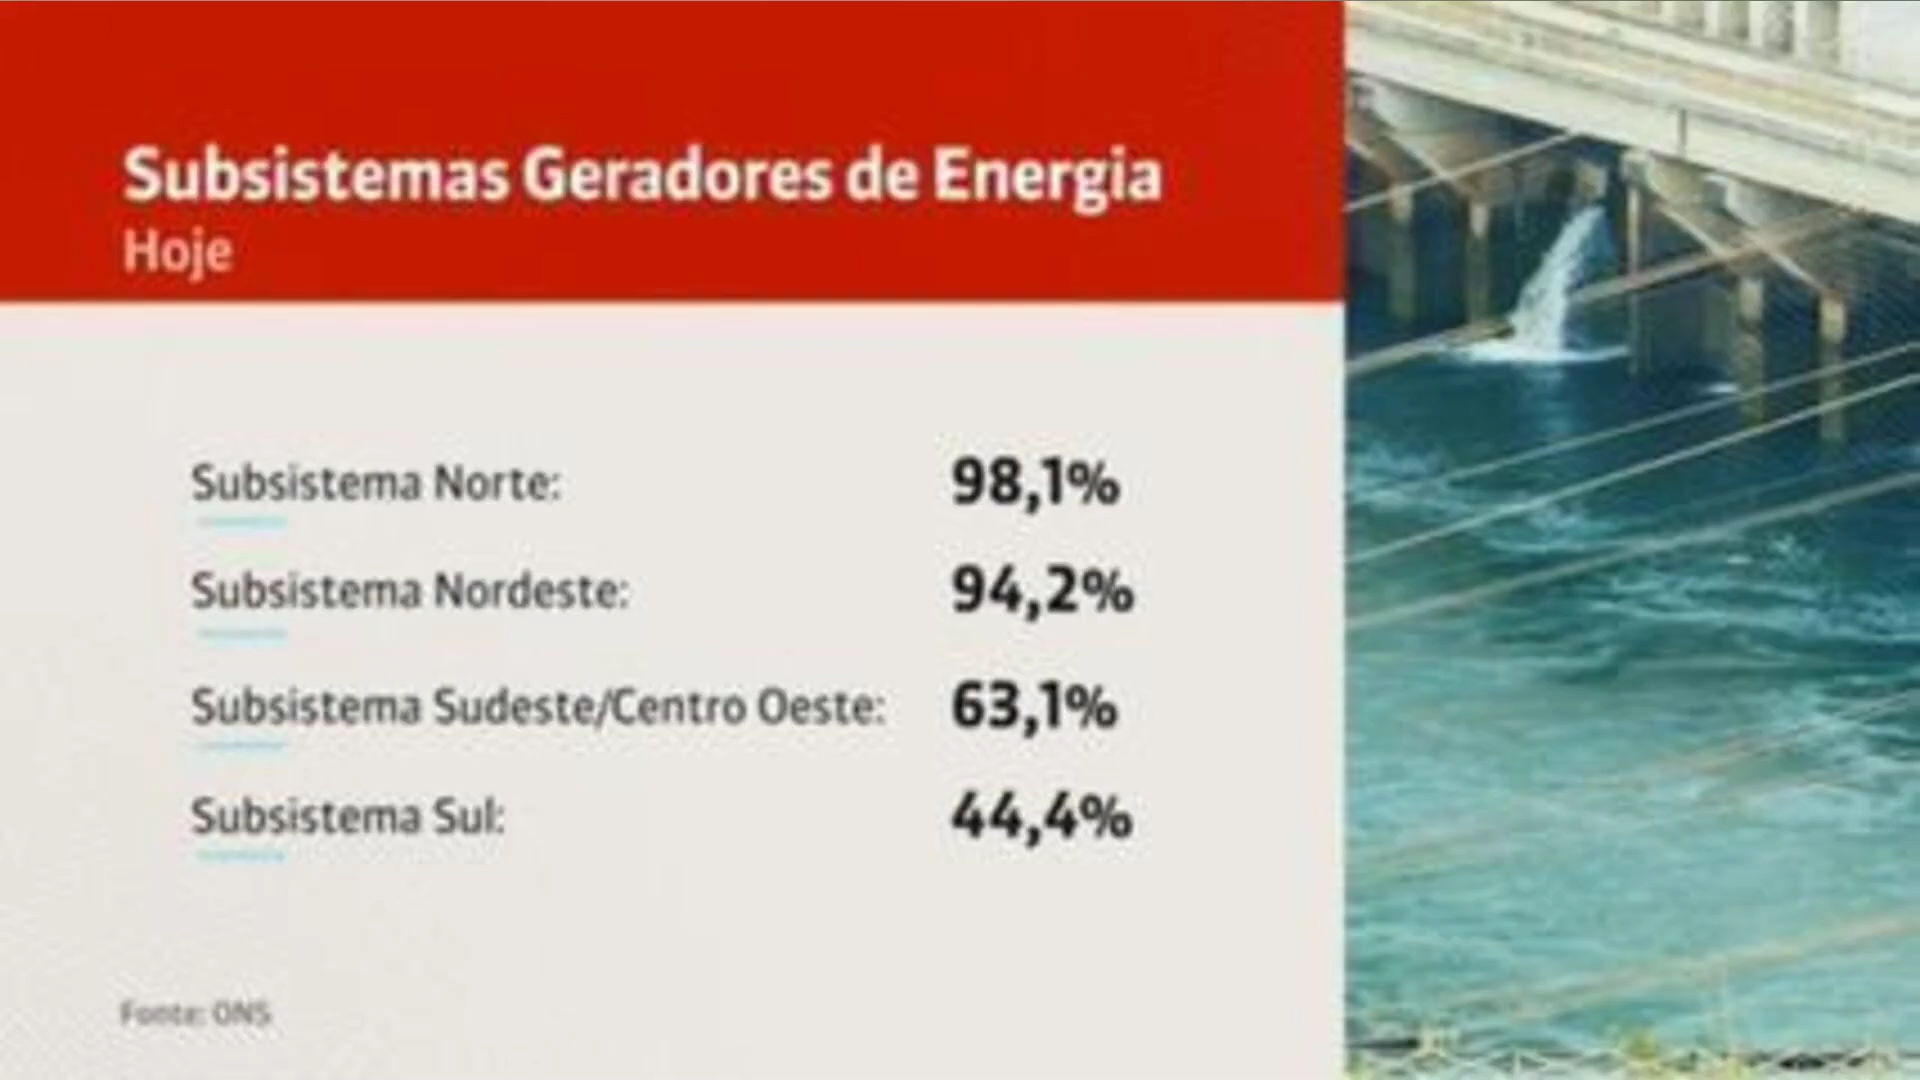 Subsistemas Geradores de Energia
Hoje
Subsistema Norte: 98,1%
Subsistema Nordeste: 94,2%
Subsistema Sudeste/Centro Oeste: 63,1%
Subsistema Sul: 44,4%
Fonte: ONS